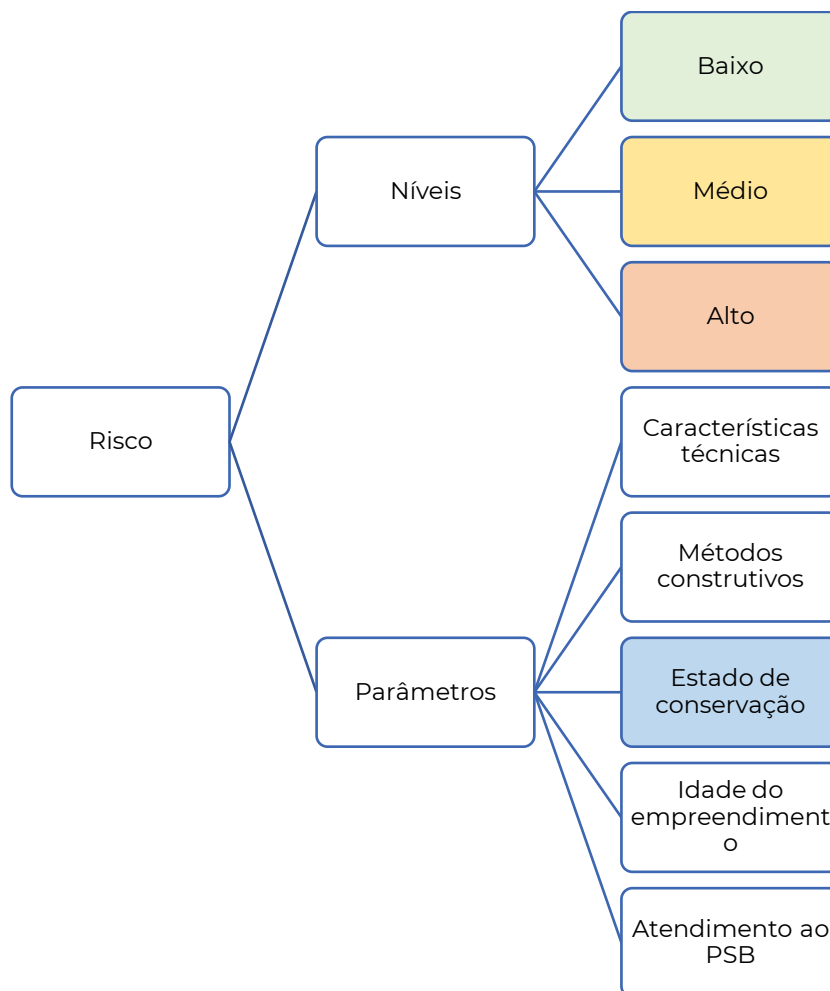 Baixo
Níveis
Médio
Alto
Risco
Características
técnicas
Métodos
construtivos
Parâmetros
Estado de
conservação
Idade do
empreendiment
o
Atendimento ao
PSB